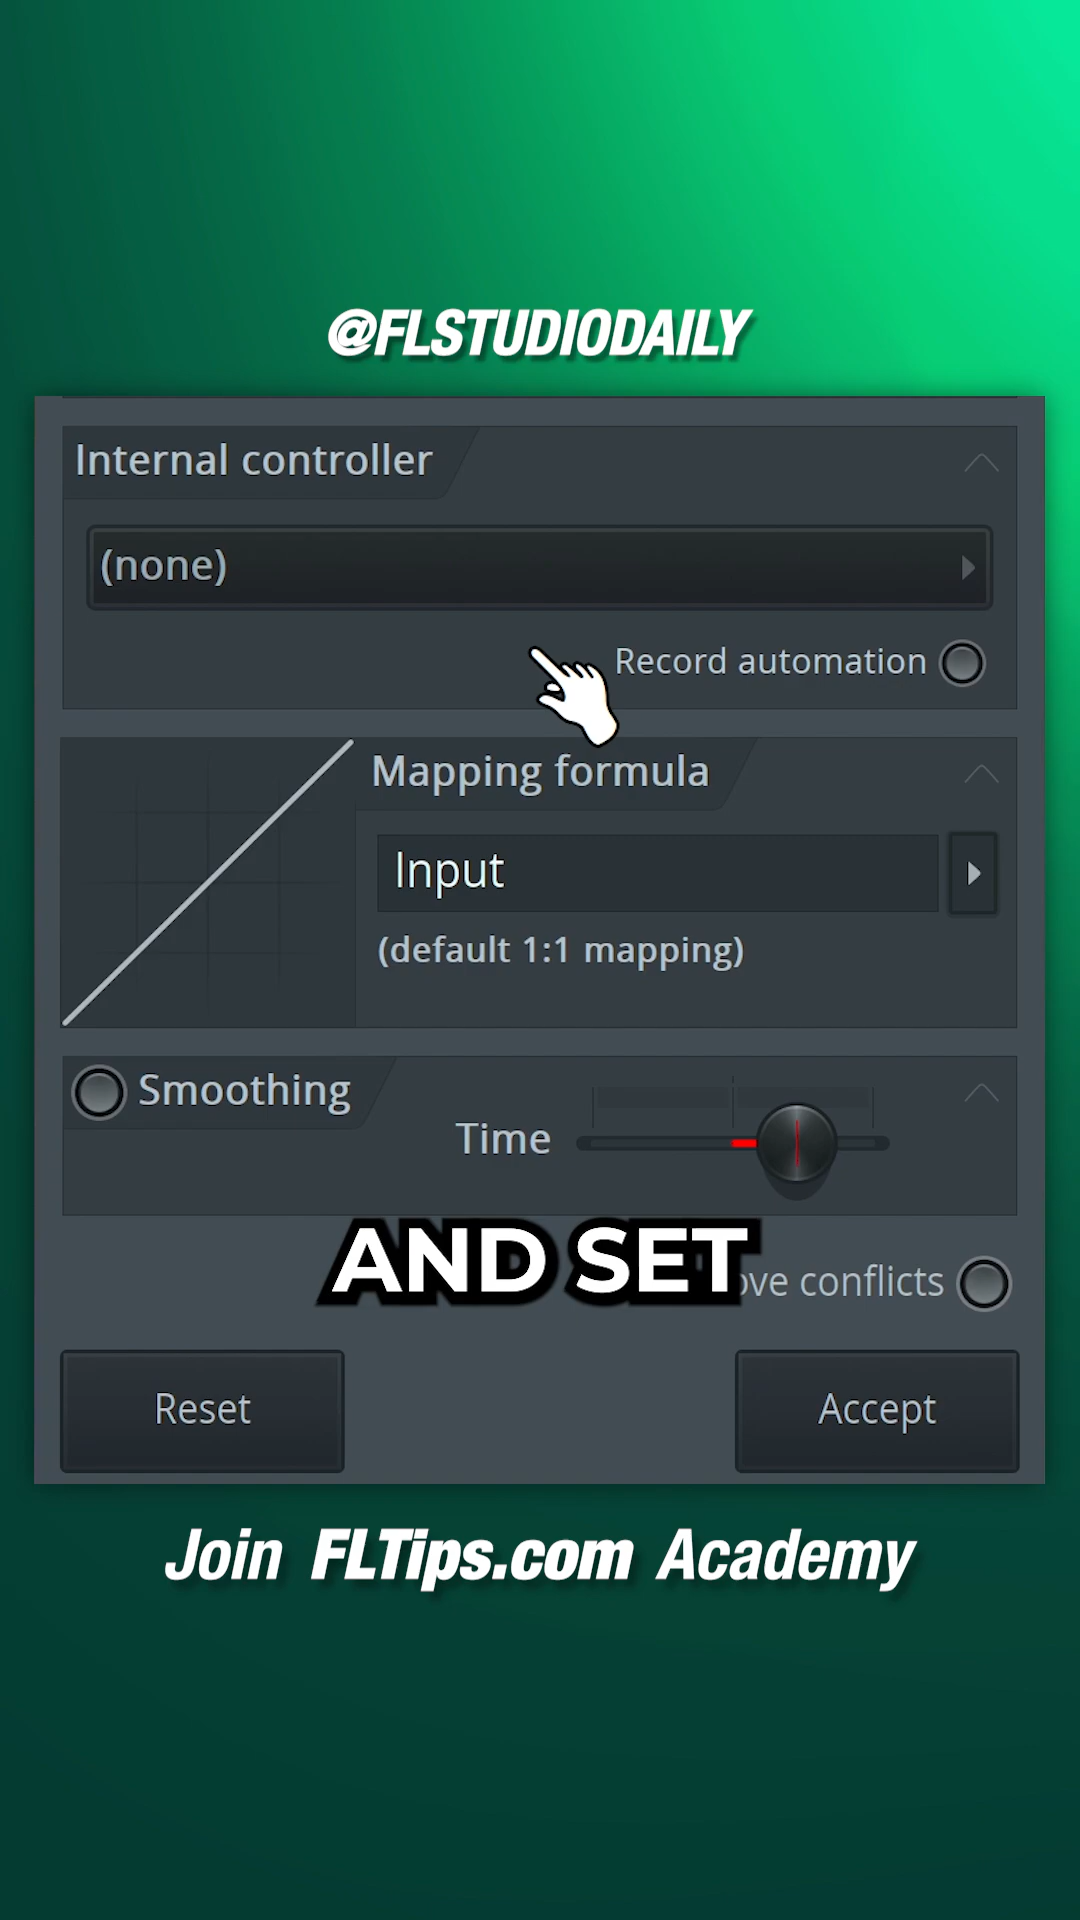 @FLSTUDIODAILY
Internal controller
(none)
Record automation
Mapping formula
Input
(default 1:1 mapping)
Smoothing
Time
AND SET
conflicts
Reset
Accept
Join FLTips.com Academy